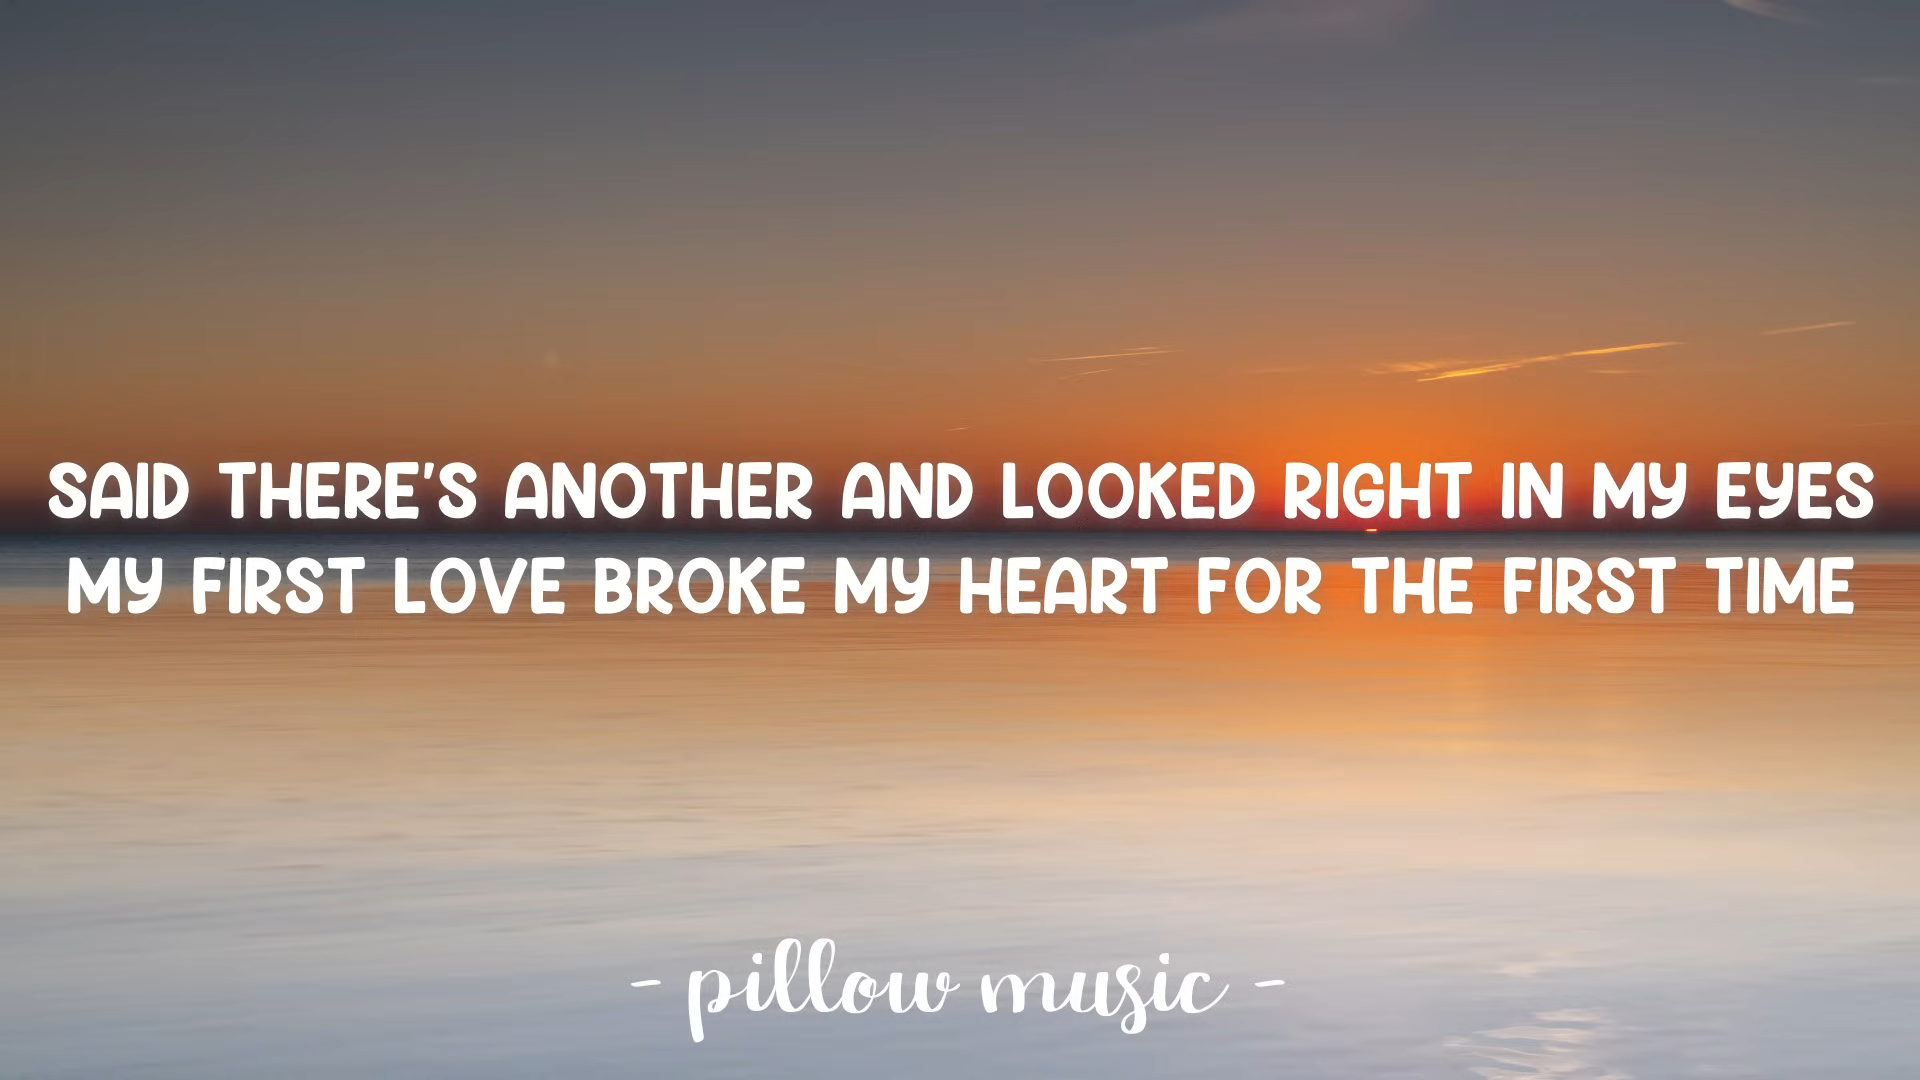 SAID THERE'S ANOTHER AND LOOKED RIGHT IN MY EYES
MY FIRST LOVE BROKE MY HEART FOR THE FIRST TIME
- pillow music -